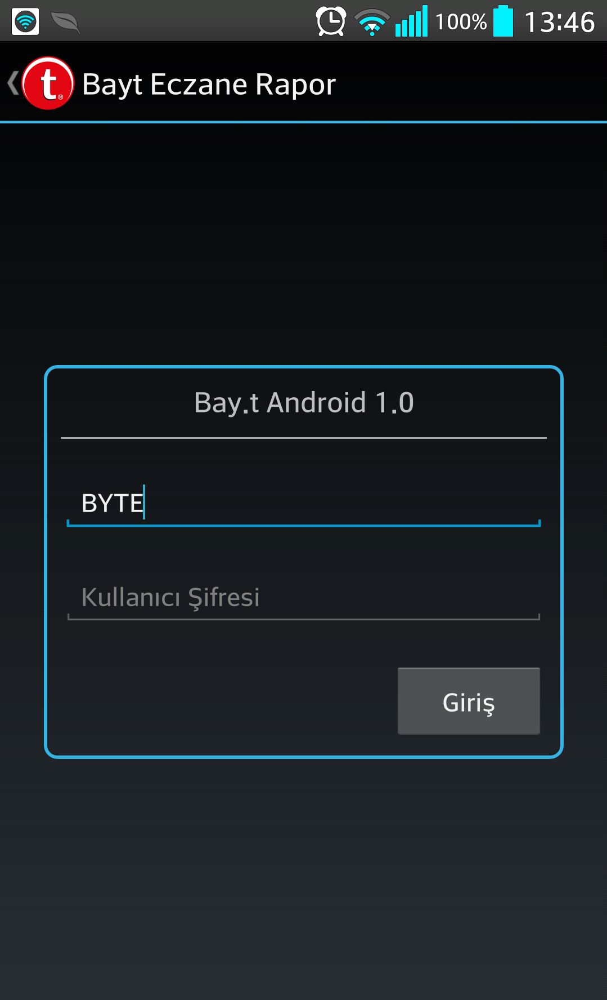 100% 13:46
t® Bayt Eczane Rapor
Bay.t Android 1.0
BYTE
Kullanıcı Şifresi
Giriş